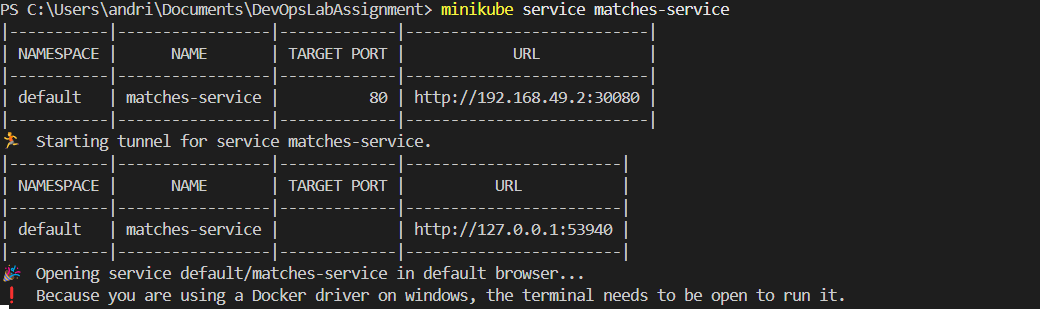 PS C:\Users\andri\Documents\DevOpsLabAssignment> minikube service matches-service
|-----------|-----------------|-------------|---------------------------|
| NAMESPACE |      NAME       | TARGET PORT |            URL            |
|-----------|-----------------|-------------|---------------------------|
| default   | matches-service |          80 | http://192.168.49.2:30080 |
|-----------|-----------------|-------------|---------------------------|
🏃  Starting tunnel for service matches-service.
|-----------|-----------------|-------------|------------------------|
| NAMESPACE |      NAME       | TARGET PORT |          URL           |
|-----------|-----------------|-------------|------------------------|
| default   | matches-service |             | http://127.0.0.1:53940 |
|-----------|-----------------|-------------|------------------------|
🎉  Opening service default/matches-service in default browser...
❗  Because you are using a Docker driver on windows, the terminal needs to be open to run it.